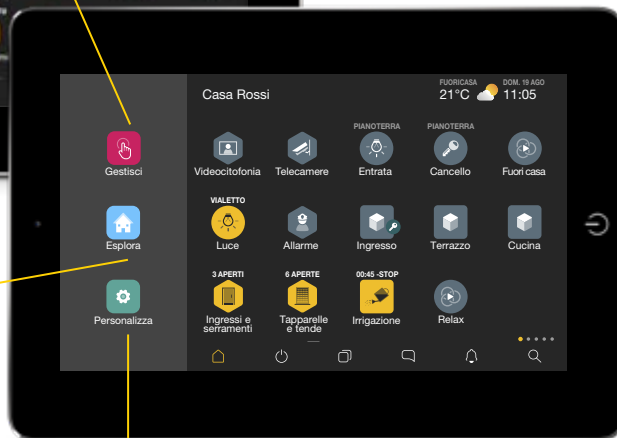 Casa Rossi
FUORICASA
21°C
DOM. 19 AGO
11:05
Gestisci
Esplora
Personalizza
Videocitofonia
Telecamere
PIANOTERRA
Entrata
PIANOTERRA
Cancello
Fuori casa
VIALETTO
Luce
Allarme
Ingresso
Terrazzo
Cucina
3 APERTI
Ingressi e
serramenti
6 APERTE
Tapparelle
e tende
00:45 -STOP
Irrigazione
Relax